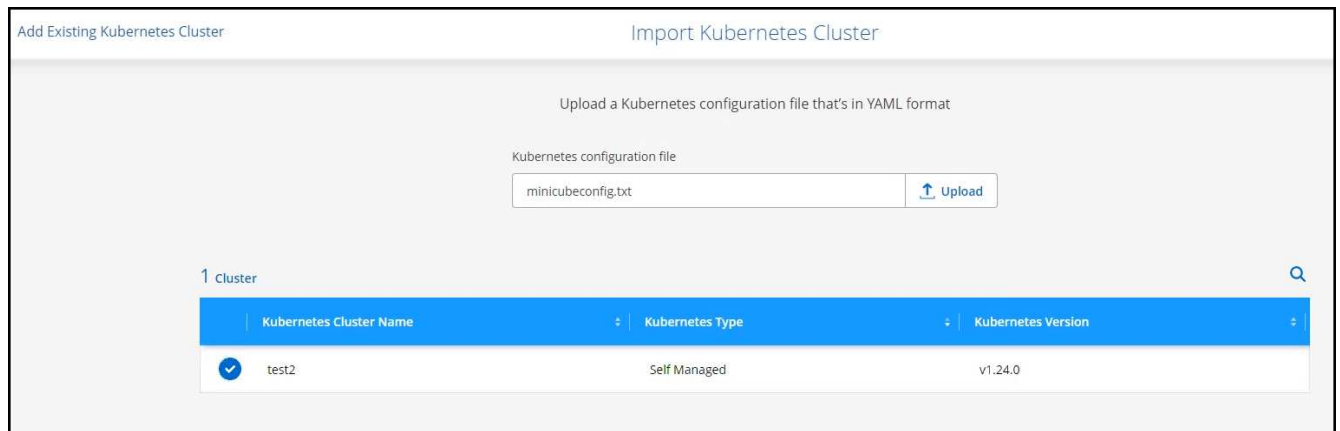 Add Existing Kubernetes Cluster
Import Kubernetes Cluster
Upload a Kubernetes configuration file that's in YAML format
Kubernetes configuration file
minicubeconfig.txt
Upload
1 Cluster
Kubernetes Cluster Name Kubernetes Type Kubernetes Version
test2 Self Managed v1.24.0